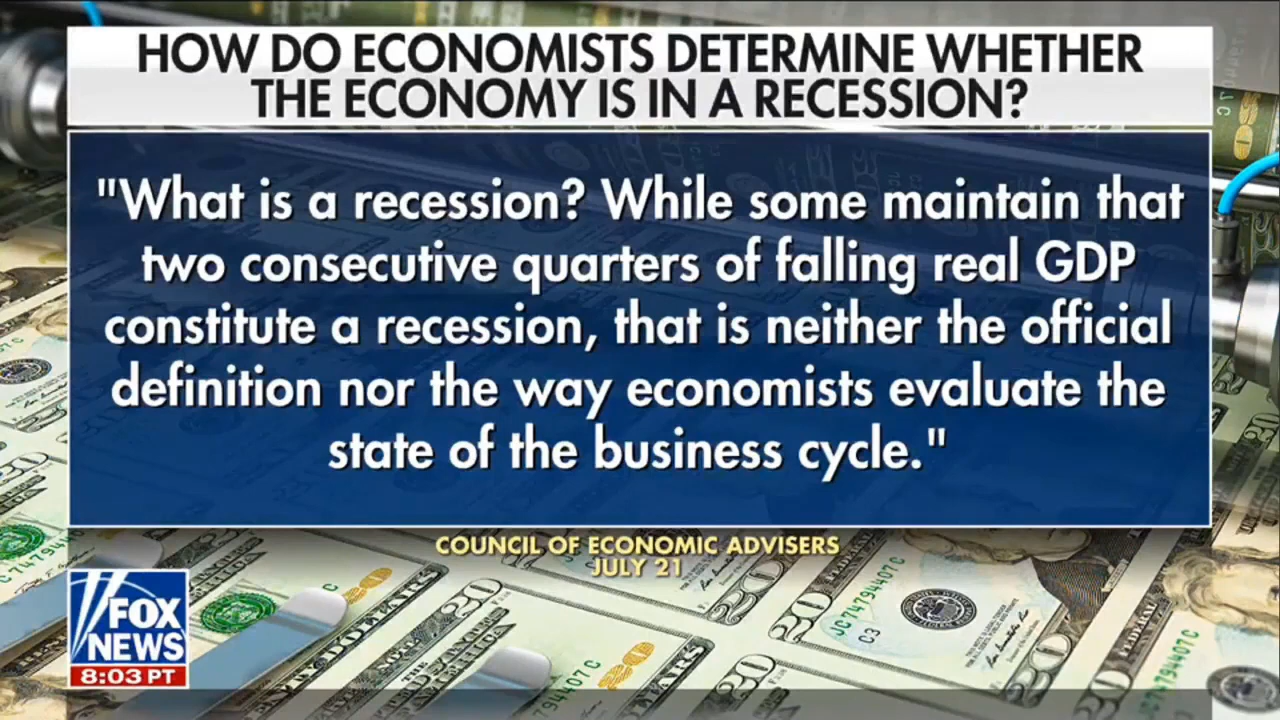 HOW DO ECONOMISTS DETERMINE WHETHER
THE ECONOMY IS IN A RECESSION?
"What is a recession? While some maintain that
two consecutive quarters of falling real GDP
constitute a recession, that is neither the official
definition nor the way economists evaluate the
state of the business cycle."
COUNCIL OF ECONOMIC ADVISERS
JULY 21
FOX
NEWS
8:03 PT